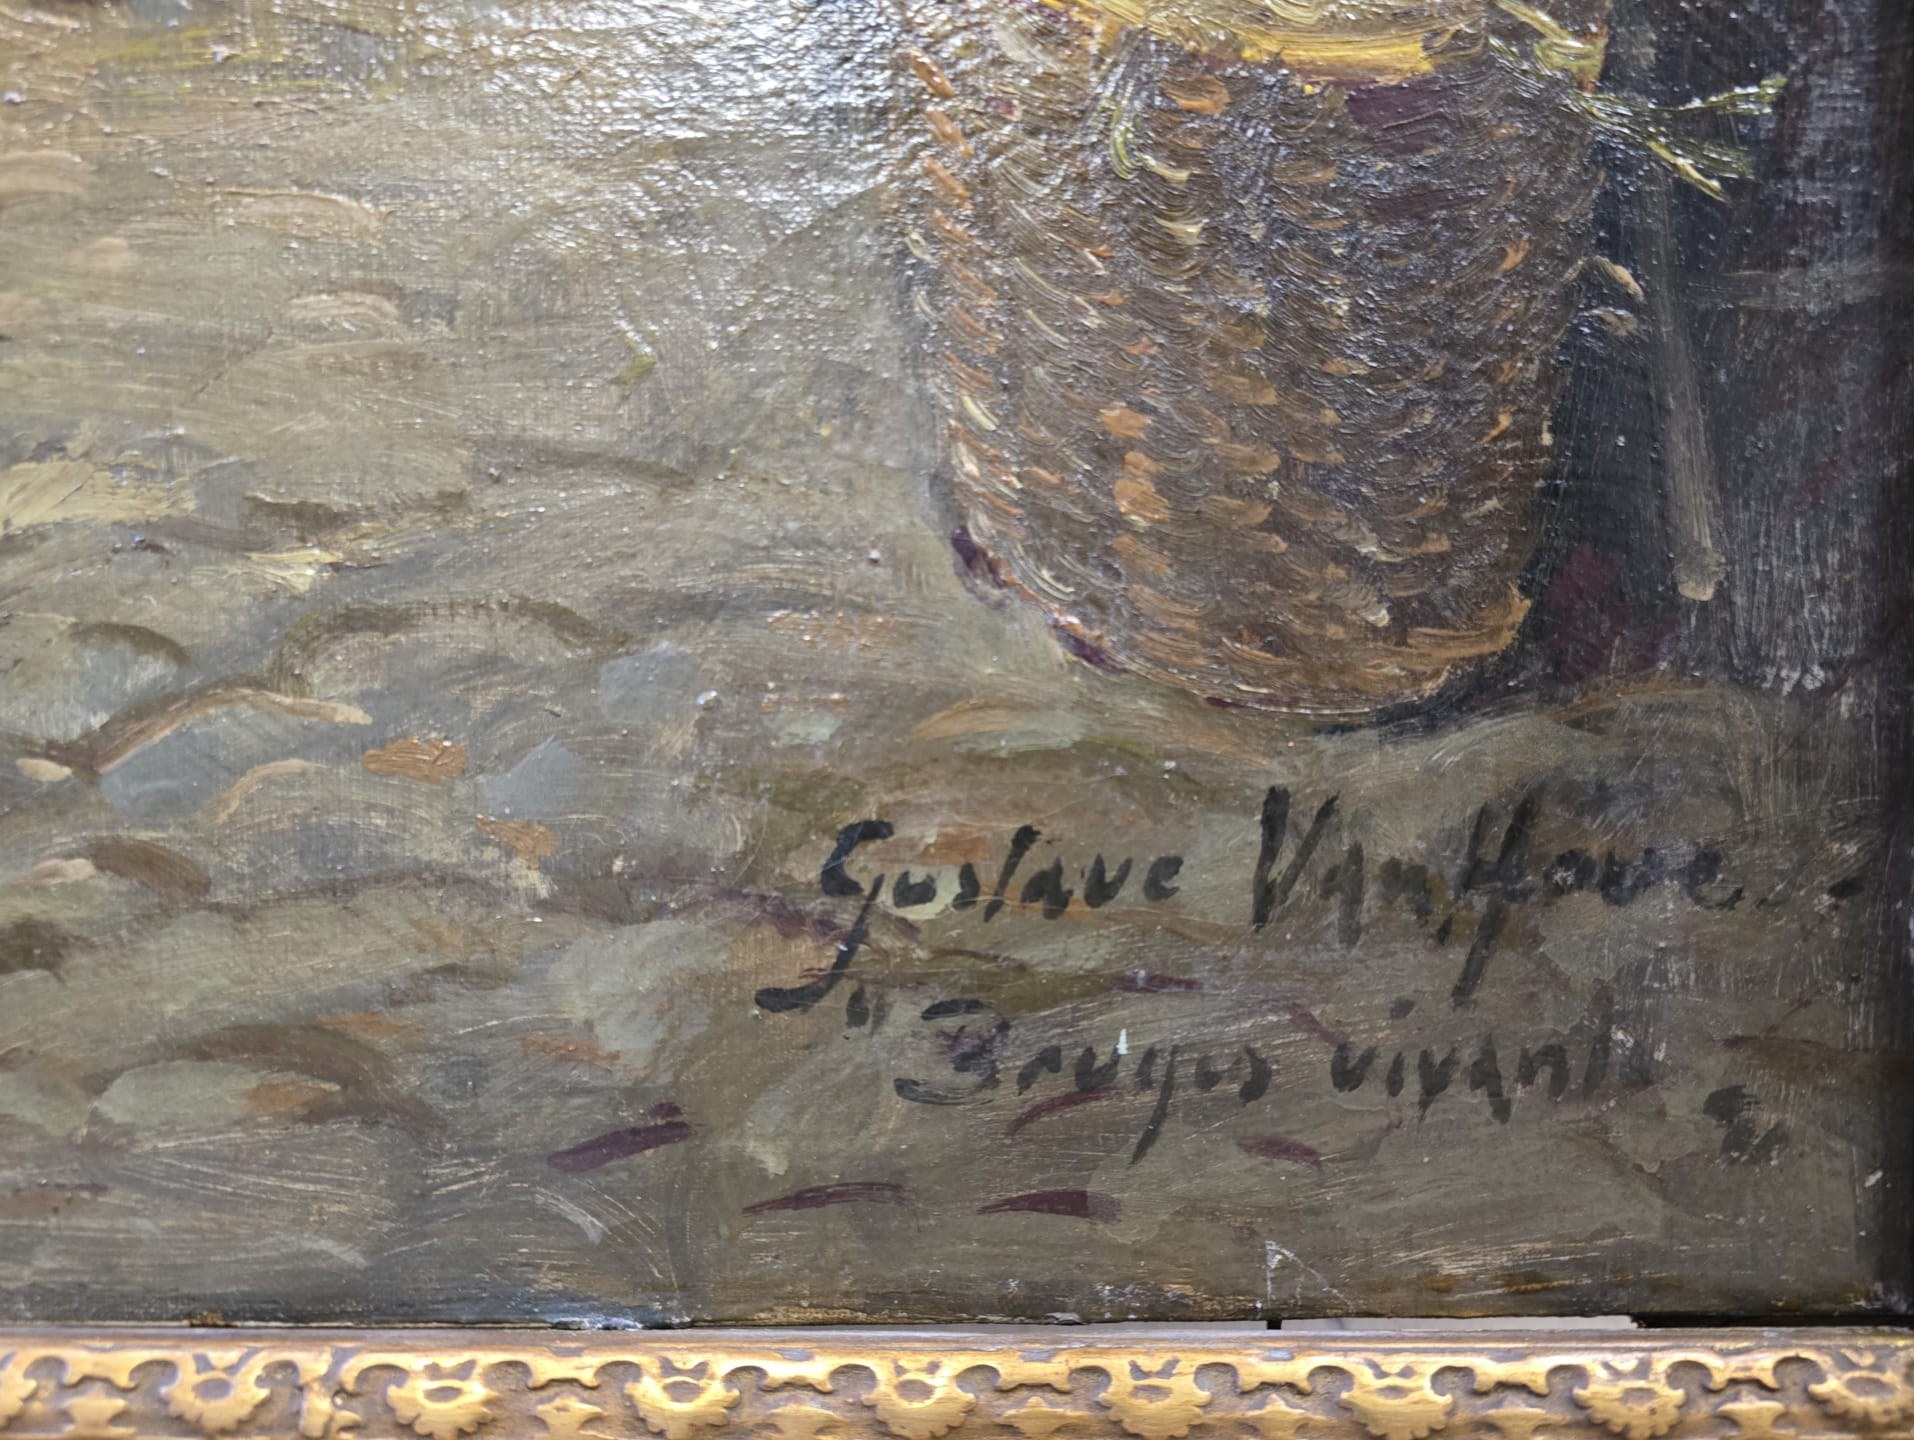 Gustave VanHove.-
"Bruges vivante